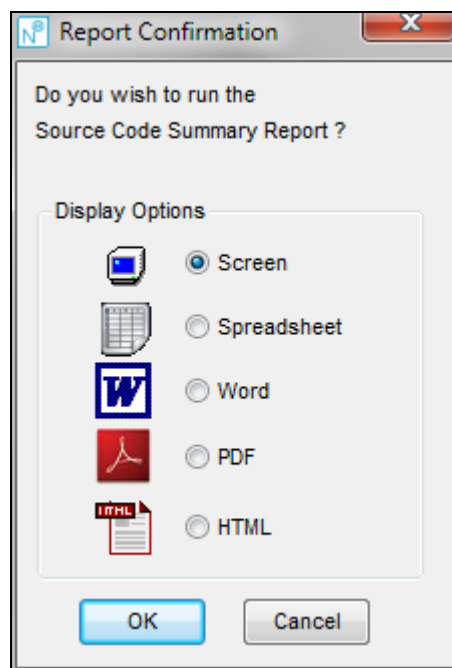 N
Report Confirmation
Do you wish to run the
Source Code Summary Report ?
Display Options
Screen
Spreadsheet
W
Word
PDF
HTML
HTML
OK
Cancel